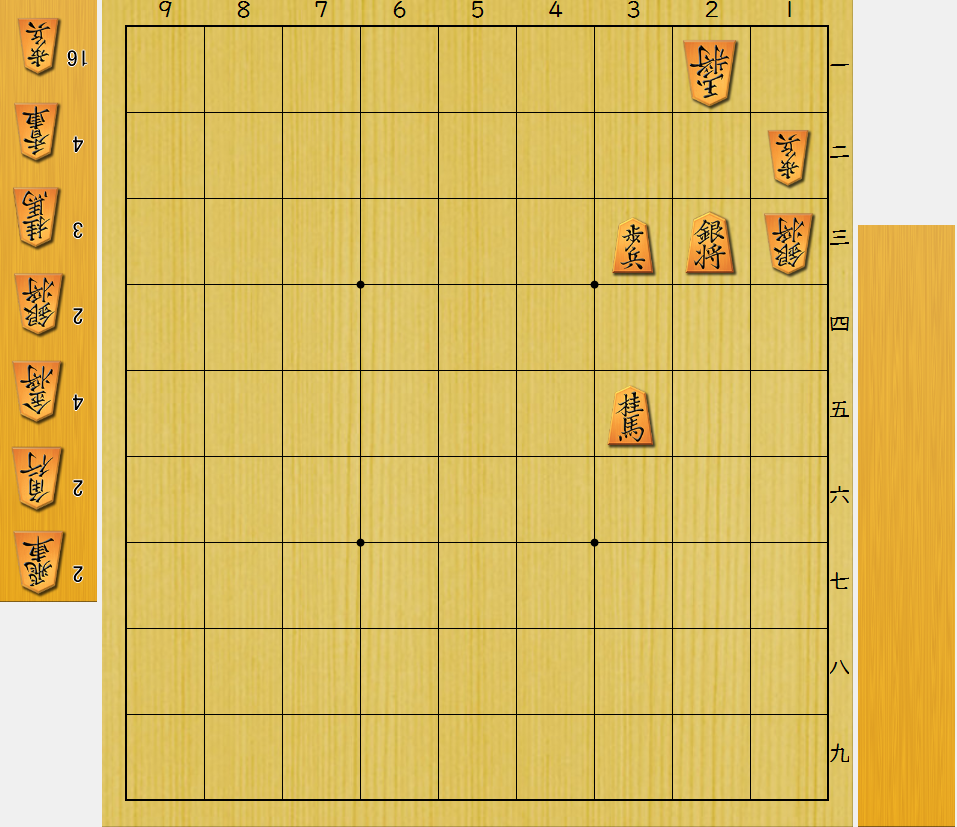 9 8 7 6 5 4 3 2 1
歩兵 16
香車 4
桂馬 3
銀将 2
金将 4
角行 2
飛車 2
玉将 一
歩兵 二
歩兵 銀将 銀将 三
四
桂馬 五
六
七
八
九